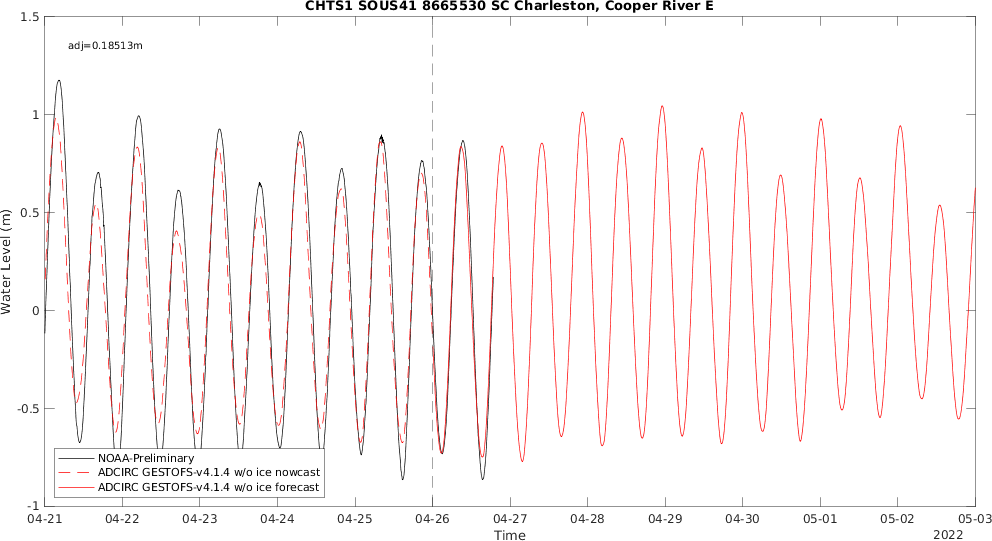 CHTS1 SOUS41 8665530 SC Charleston, Cooper River E
1.5
adj=0.18513m
1
0.5
0
-0.5
-1
Water Level (m)
NOAA-Preliminary
ADCIRC GESTOFS-v4.1.4 w/o ice nowcast
ADCIRC GESTOFS-v4.1.4 w/o ice forecast
04-21 04-22 04-23 04-24 04-25 04-26 04-27 04-28 04-29 04-30 05-01 05-02 05-03
Time
2022